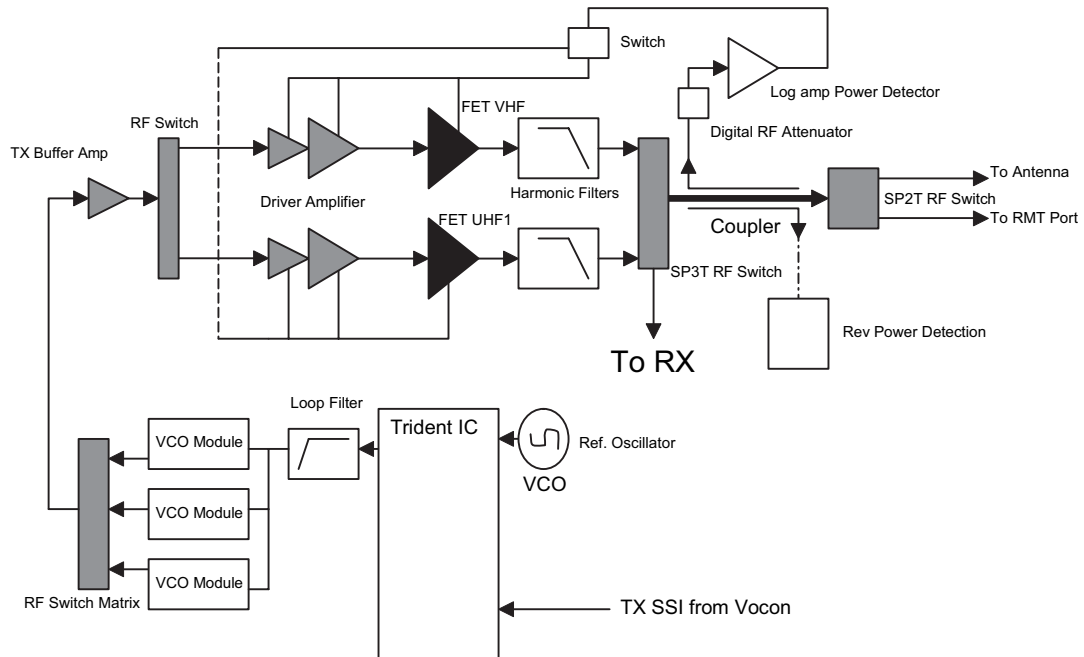 Switch
Log amp Power Detector
FET VHF
RF Switch
Digital RF Attenuator
TX Buffer Amp
To Antenna
Driver Amplifier
Harmonic Filters
SP2T RF Switch
FET UHF1
Coupler
To RMT Port
SP3T RF Switch
Rev Power Detection
To RX
Loop Filter
Trident IC
VCO Module
Ref. Oscillator
VCO
VCO Module
VCO Module
RF Switch Matrix
TX SSI from Vocon